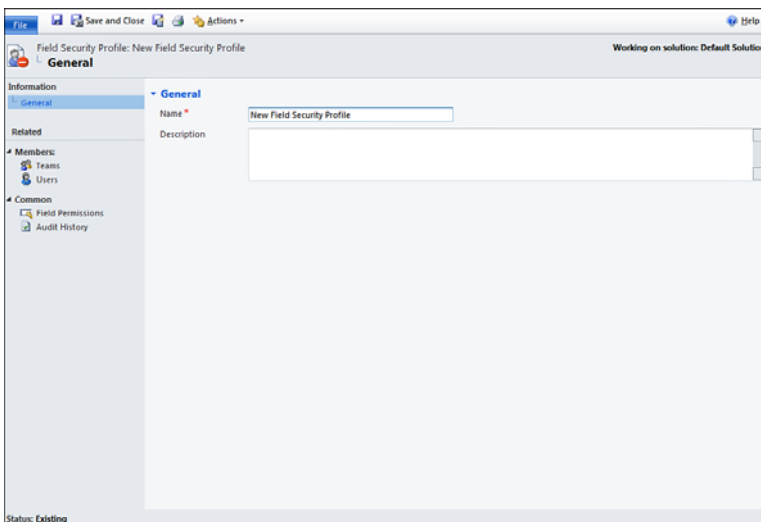 File
Save and Close
Actions
Help
Field Security Profile: New Field Security Profile
General
Working on solution: Default Solution
Information
General
Related
Members:
Teams
Users
Common
Field Permissions
Audit History
General
Name *
New Field Security Profile
Description
Status: Existing